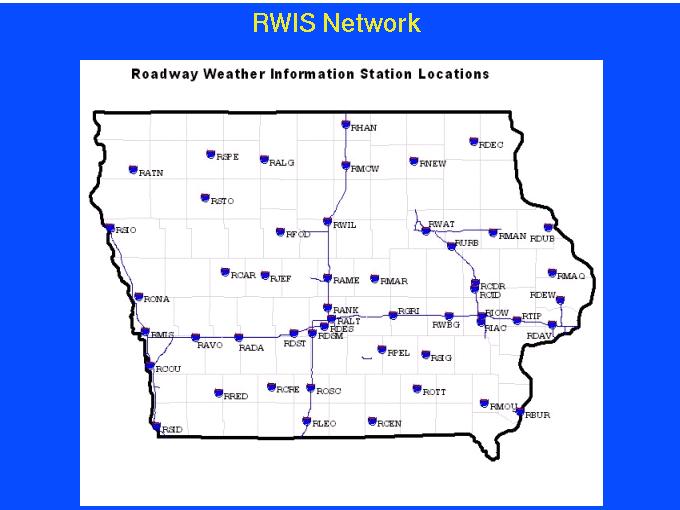 RWIS Network
Roadway Weather Information Station Locations
RHAN
RDEC
RSPE
RALG
RMCW
RNEW
RATN
RSTO
RWIL
RWAT
RSIO
RFOD
RMAN
RDUB
RURB
RCAR
RJEF
RAME
RMAR
RMAQ
RCDR
RCID
RONA
RDEW
RANK
RGRI
RALT
RIOW
RTIP
RWBG
RDES
RIAC
RMIS
RDST
RDSM
RDAV
RAVO
RADA
RPEL
RSIG
RCOU
RRED
RCRE
ROSC
ROTT
RMOU
RBUR
RSID
RLEO
RCEN